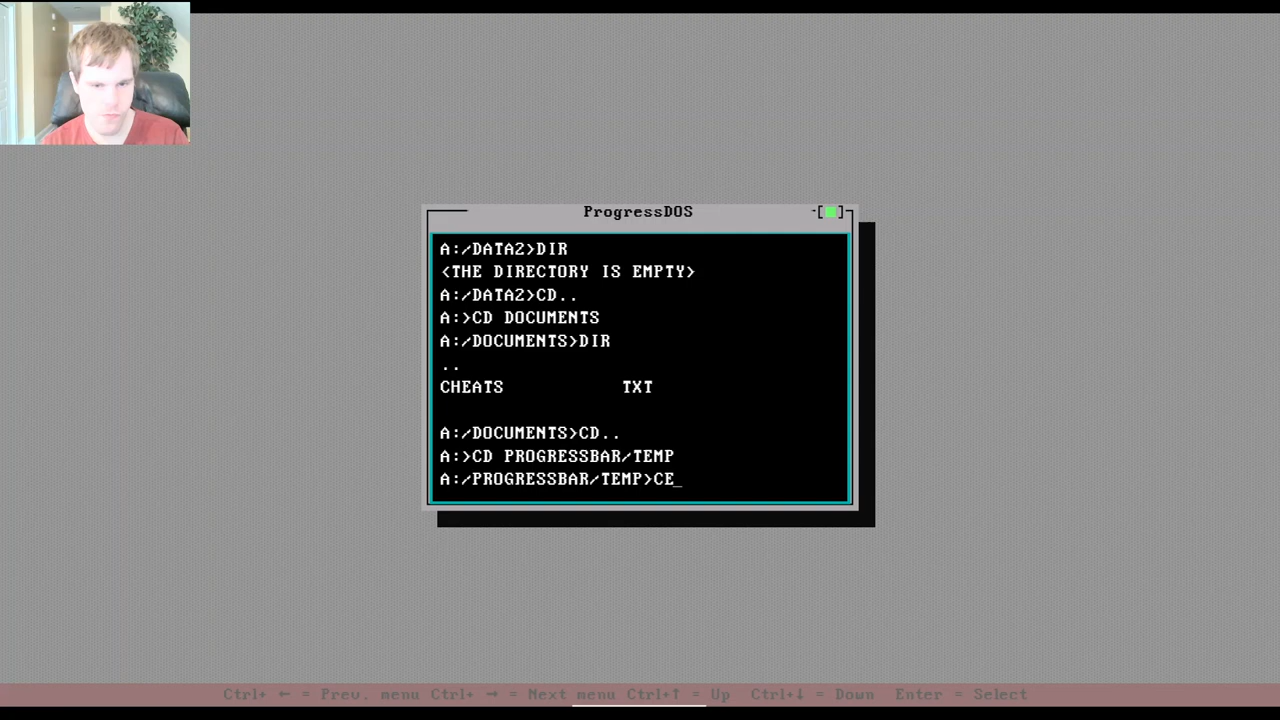 ProgressDOS
A:/DATA2>DIR
<THE DIRECTORY IS EMPTY>
A:/DATA2>CD..
A:>CD DOCUMENTS
A:/DOCUMENTS>DIR
..
CHEATS TXT
A:/DOCUMENTS>CD..
A:>CD PROGRESSBAR/TEMP
A:/PROGRESSBAR/TEMP>CE_
Ctrl+ ← = Prev. menu Ctrl+ → = Next menu Ctrl+↑ = Up Ctrl+↓ = Down Enter = Select